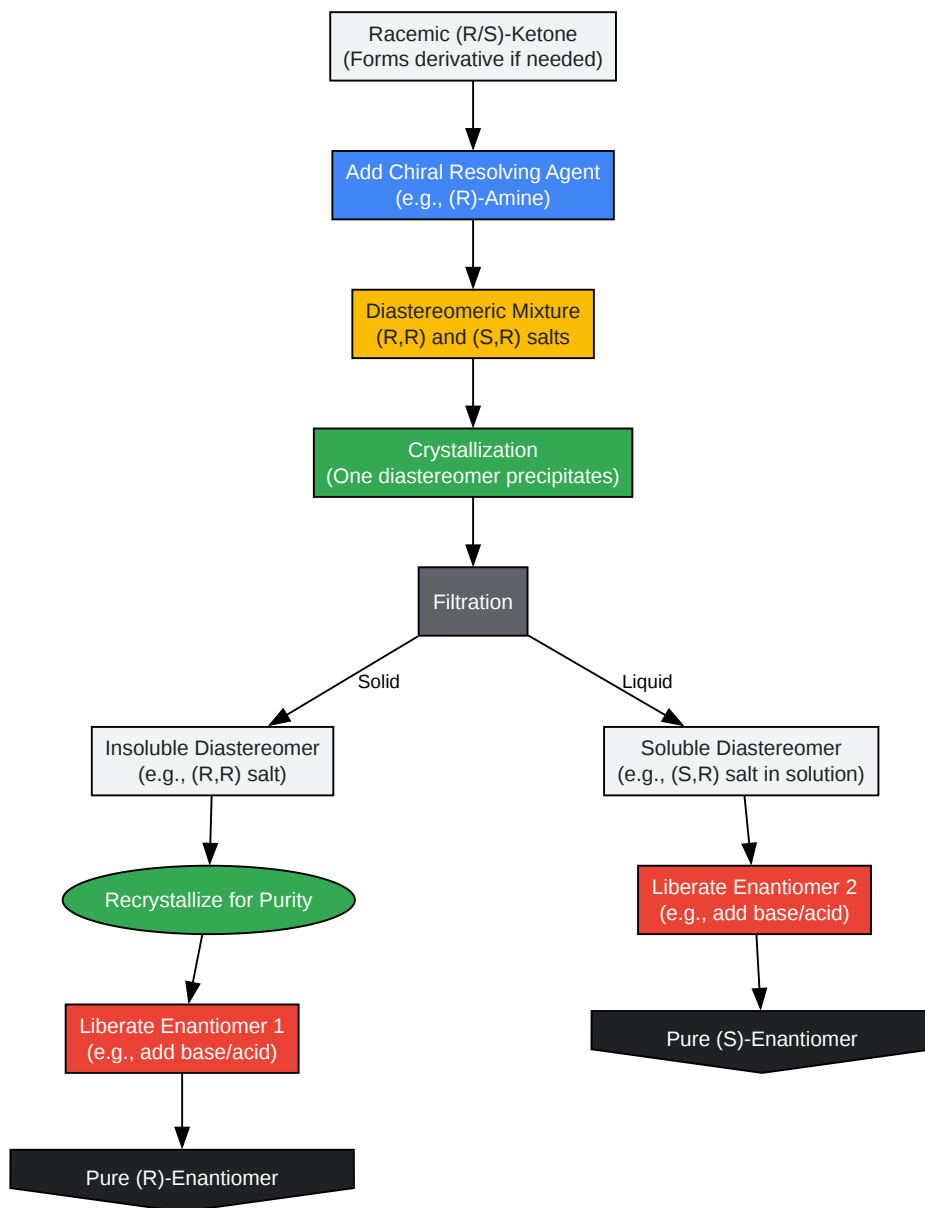 Racemic (R/S)-Ketone
(Forms derivative if needed)
Add Chiral Resolving Agent
(e.g., (R)-Amine)
Diastereomeric Mixture
(R,R) and (S,R) salts
Crystallization
(One diastereomer precipitates)
Filtration
Solid
Liquid
Insoluble Diastereomer
(e.g., (R,R) salt)
Soluble Diastereomer
(e.g., (S,R) salt in solution)
Recrystallize for Purity
Liberate Enantiomer 2
(e.g., add base/acid)
Liberate Enantiomer 1
(e.g., add base/acid)
Pure (S)-Enantiomer
Pure (R)-Enantiomer